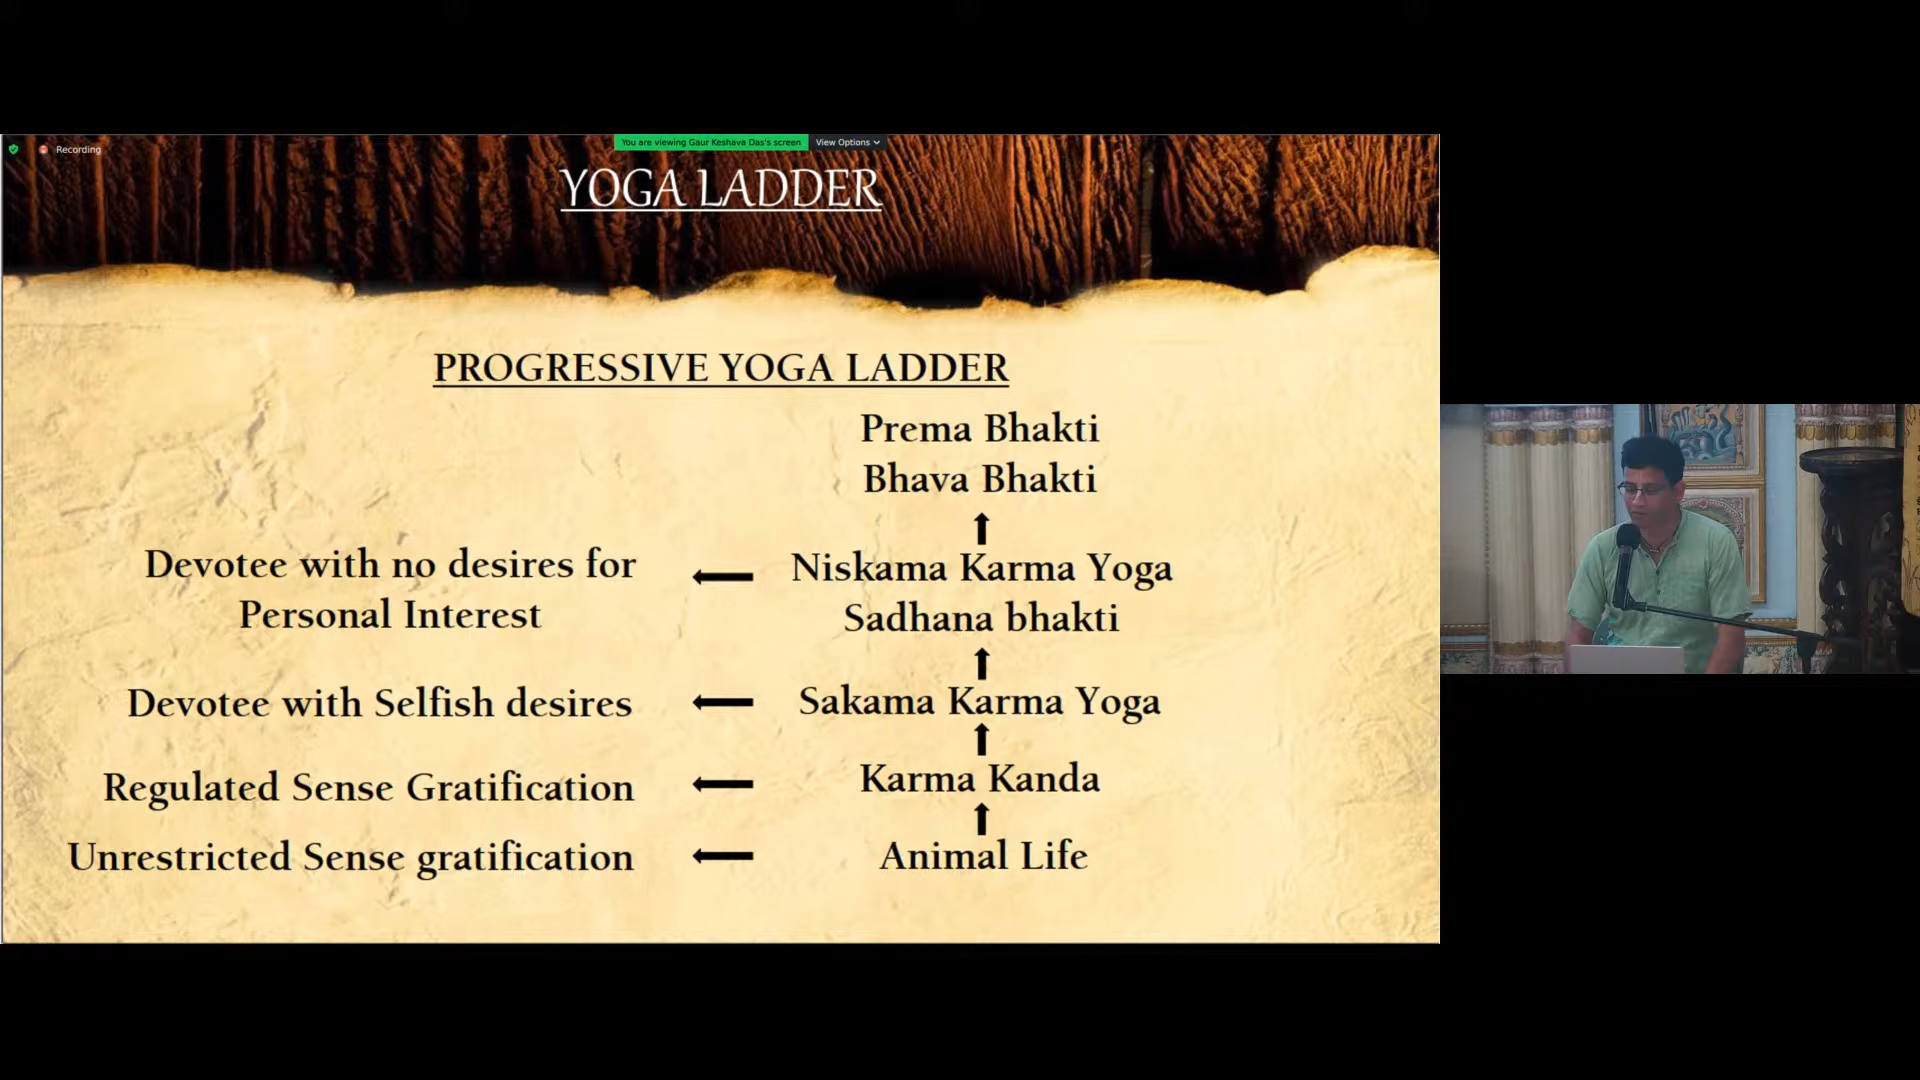 Recording
You are viewing Gaur Keshava Das's screen
View Options
YOGA LADDER
PROGRESSIVE YOGA LADDER
Prema Bhakti
Bhava Bhakti
Devotee with no desires for
Personal Interest
Niskama Karma Yoga
Sadhana bhakti
Devotee with Selfish desires
Sakama Karma Yoga
Regulated Sense Gratification
Karma Kanda
Unrestricted Sense gratification
Animal Life